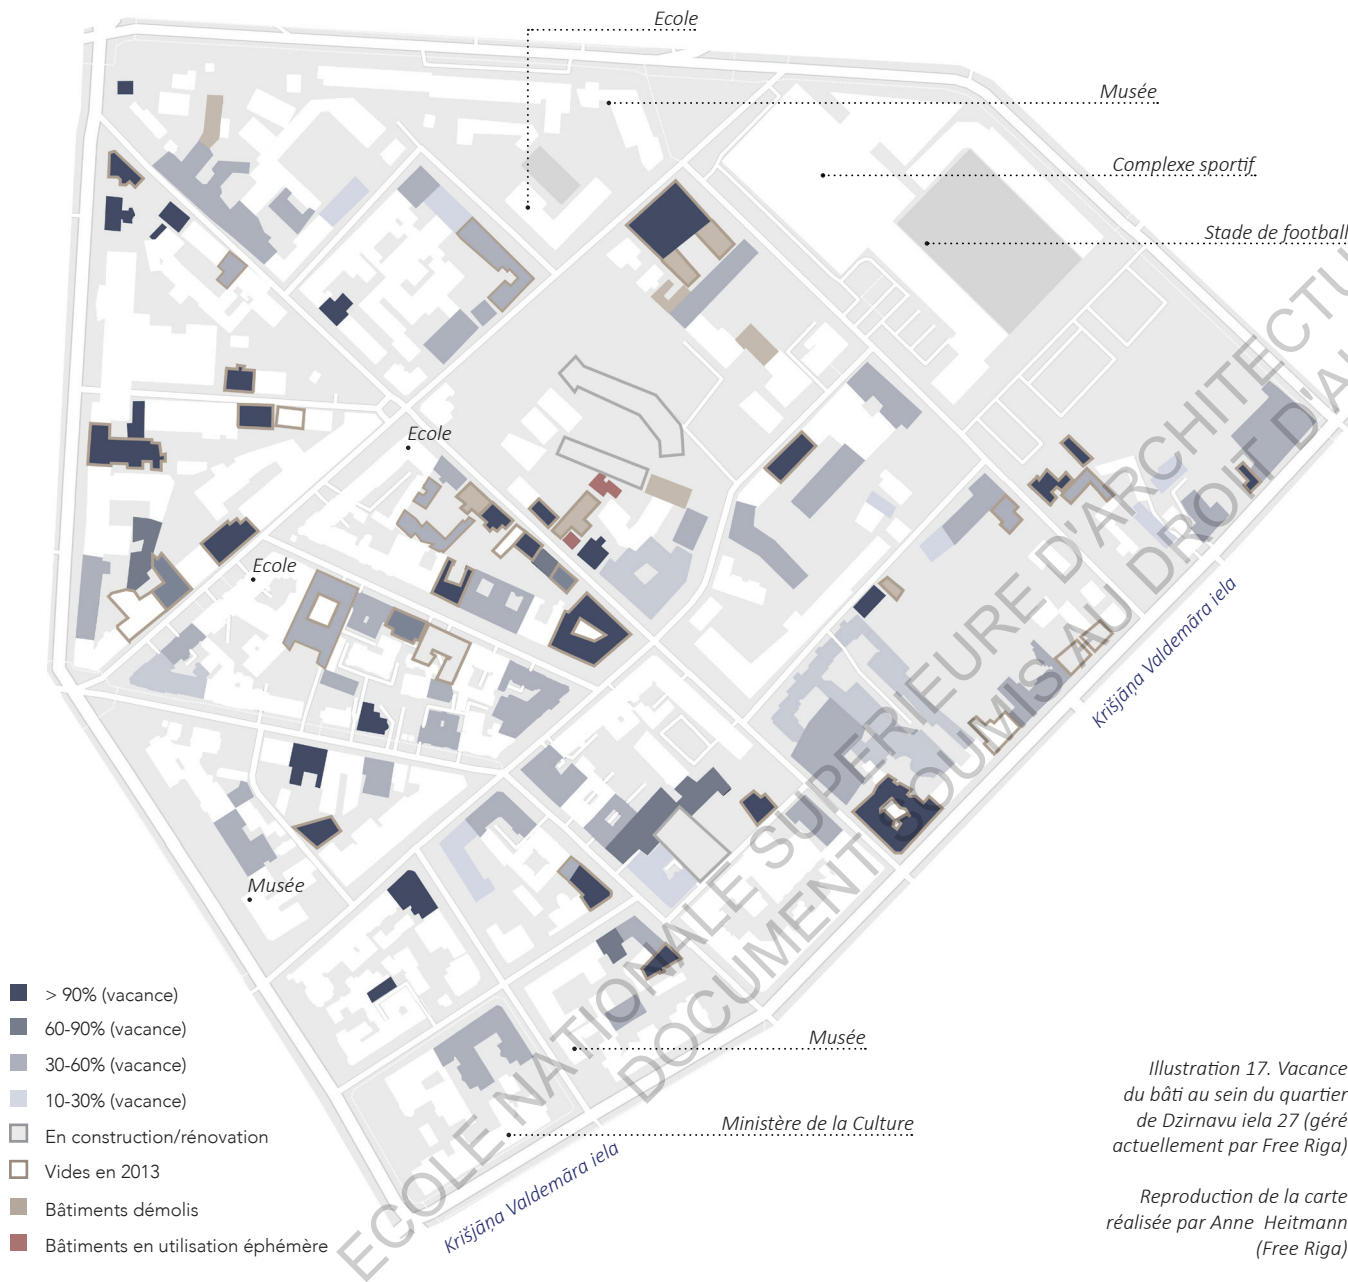 Ecole
Musée
Complexe sportif
Stade de football
Ecole
Ecole
Krišjāņa Valdemāra iela
Musée
> 90% (vacance)
60-90% (vacance)
30-60% (vacance)
10-30% (vacance)
En construction/rénovation
Vides en 2013
Bâtiments démolis
Bâtiments en utilisation éphémère
Musée
Ministère de la Culture
Krišjāņa Valdemāra iela
Illustration 17. Vacance
du bâti au sein du quartier
de Dzirnavu iela 27 (géré
actuellement par Free Riga)
Reproduction de la carte
réalisée par Anne Heitmann
(Free Riga)
ECOLE NATIONALE SUPERIEURE D'ARCHITECTU
DOCUMENT SOUMIS AU DROIT D'AU